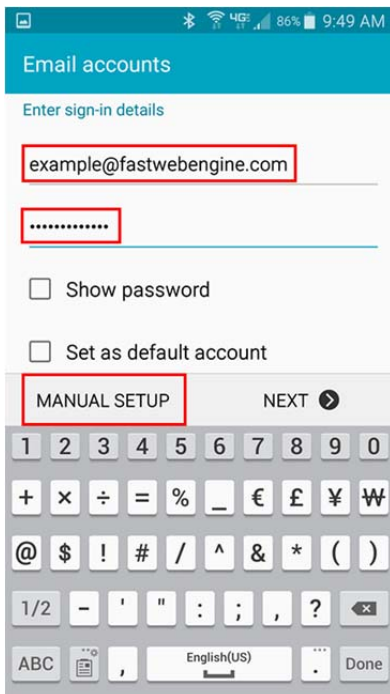 4G 86% 9:49 AM
Email accounts
Enter sign-in details
example@fastwebengine.com
•••••••••••••
Show password
Set as default account
MANUAL SETUP NEXT
1 2 3 4 5 6 7 8 9 0
+ × ÷ = % _ € £ ¥ ₩
@ $ ! # / ^ & * ( )
1/2 - ' " : ; , ?
ABC , English(US) . Done